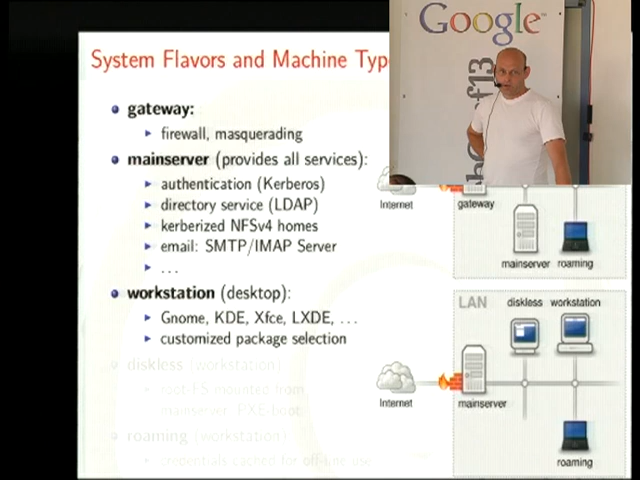 System Flavors and Machine Typ
gateway:
firewall, masquerading
mainserver (provides all services):
authentication (Kerberos)
directory service (LDAP)
kerberized NFSv4 homes
email: SMTP/IMAP Server
...
workstation (desktop):
Gnome, KDE, Xfce, LXDE, ...
customized package selection
diskless (workstation)
root-FS mounted from
mainserver, PXE-boot
roaming (workstation)
credentials cached for off-line use
Google™
Internet
gateway
mainserver
roaming
LAN
diskless workstation
Internet
mainserver
roaming